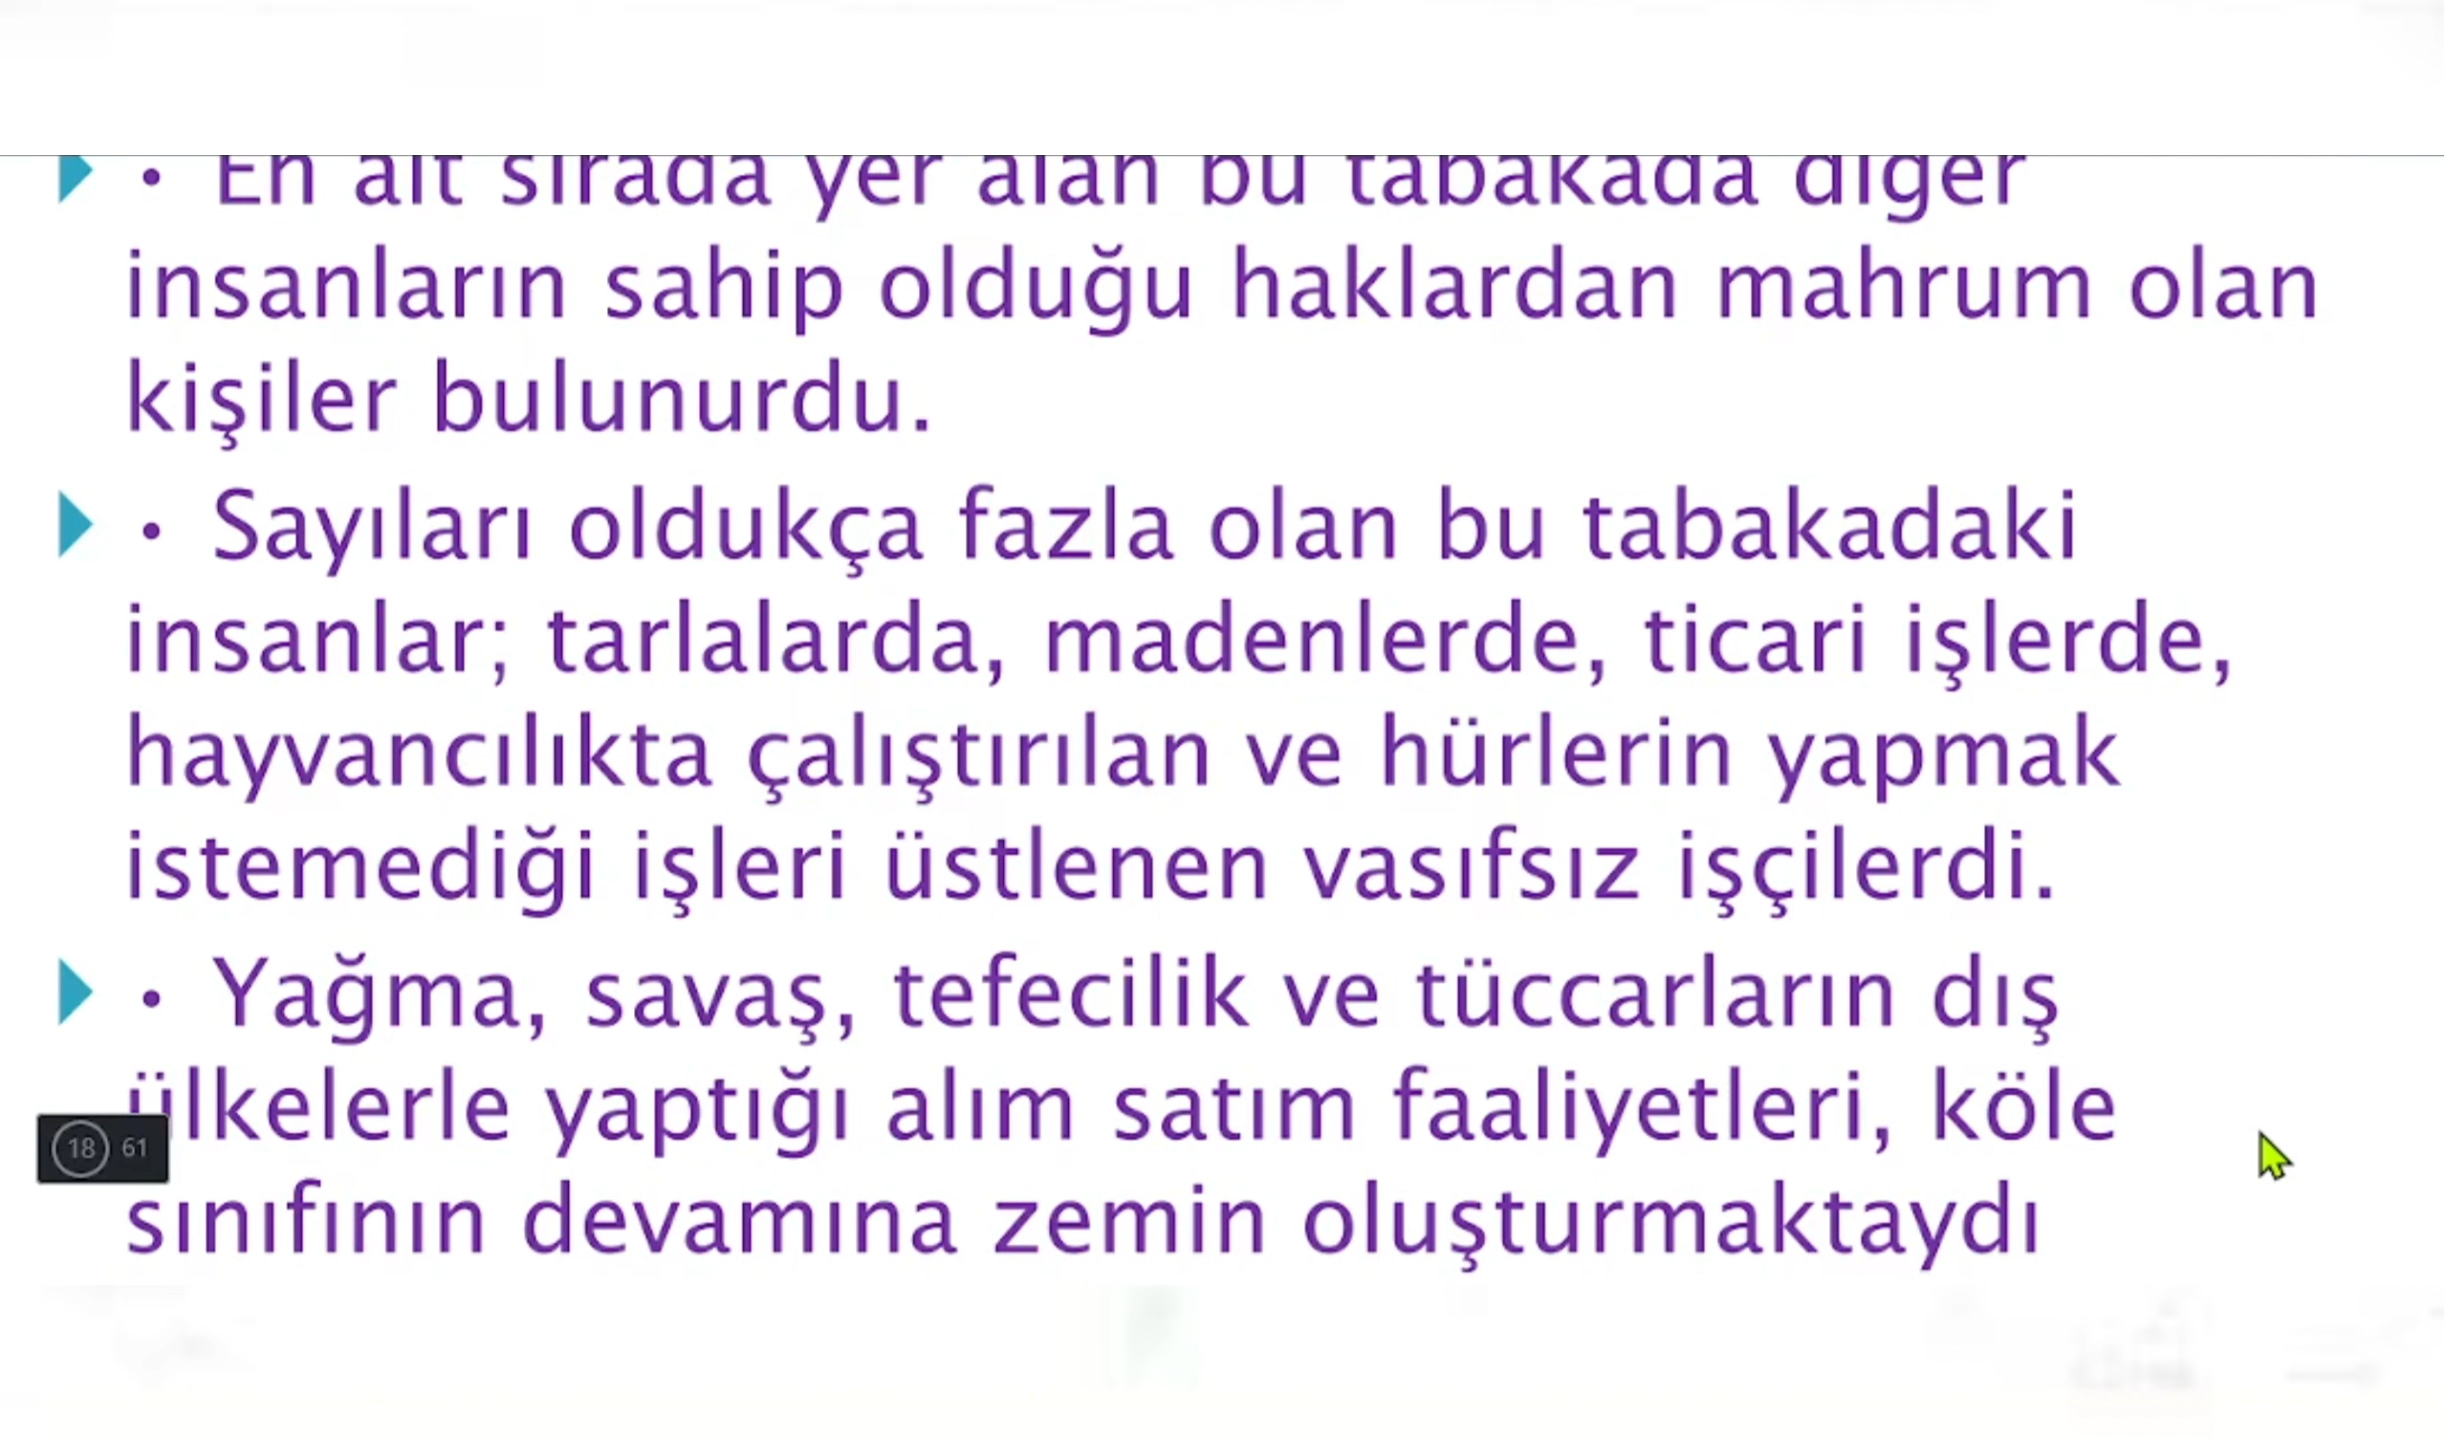 • En alt sırada yer alan bu tabakada diğer
insanların sahip olduğu haklardan mahrum olan
kişiler bulunurdu.
• Sayıları oldukça fazla olan bu tabakadaki
insanlar; tarlalarda, madenlerde, ticari işlerde,
hayvancılıkta çalıştırılan ve hürlerin yapmak
istemediği işleri üstlenen vasıfsız işçilerdi.
• Yağma, savaş, tefecilik ve tüccarların dış
ülkelerle yaptığı alım satım faaliyetleri, köle
18 61
sınıfının devamına zemin oluşturmaktaydı